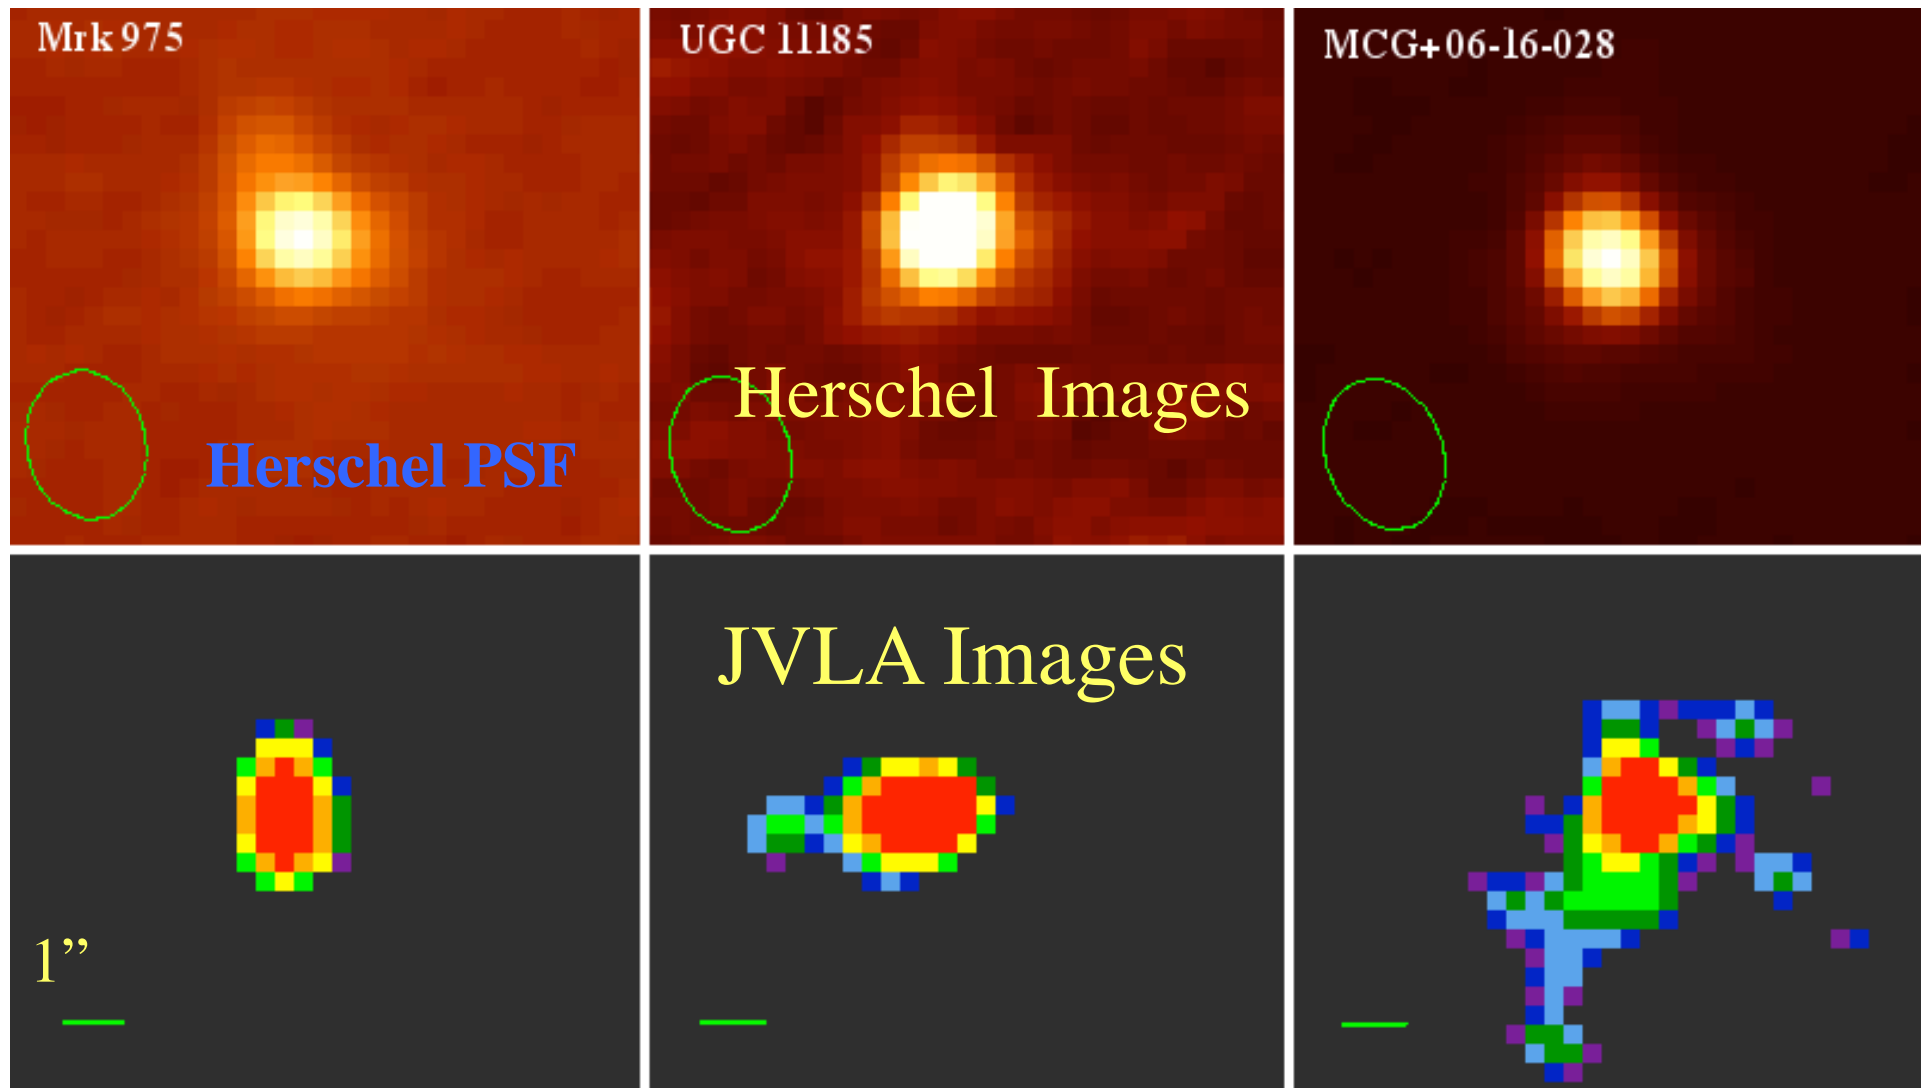 Mrk 975
UGC 11185
MCG+06-16-028
Herschel Images
Herschel PSF
JVLA Images
1”